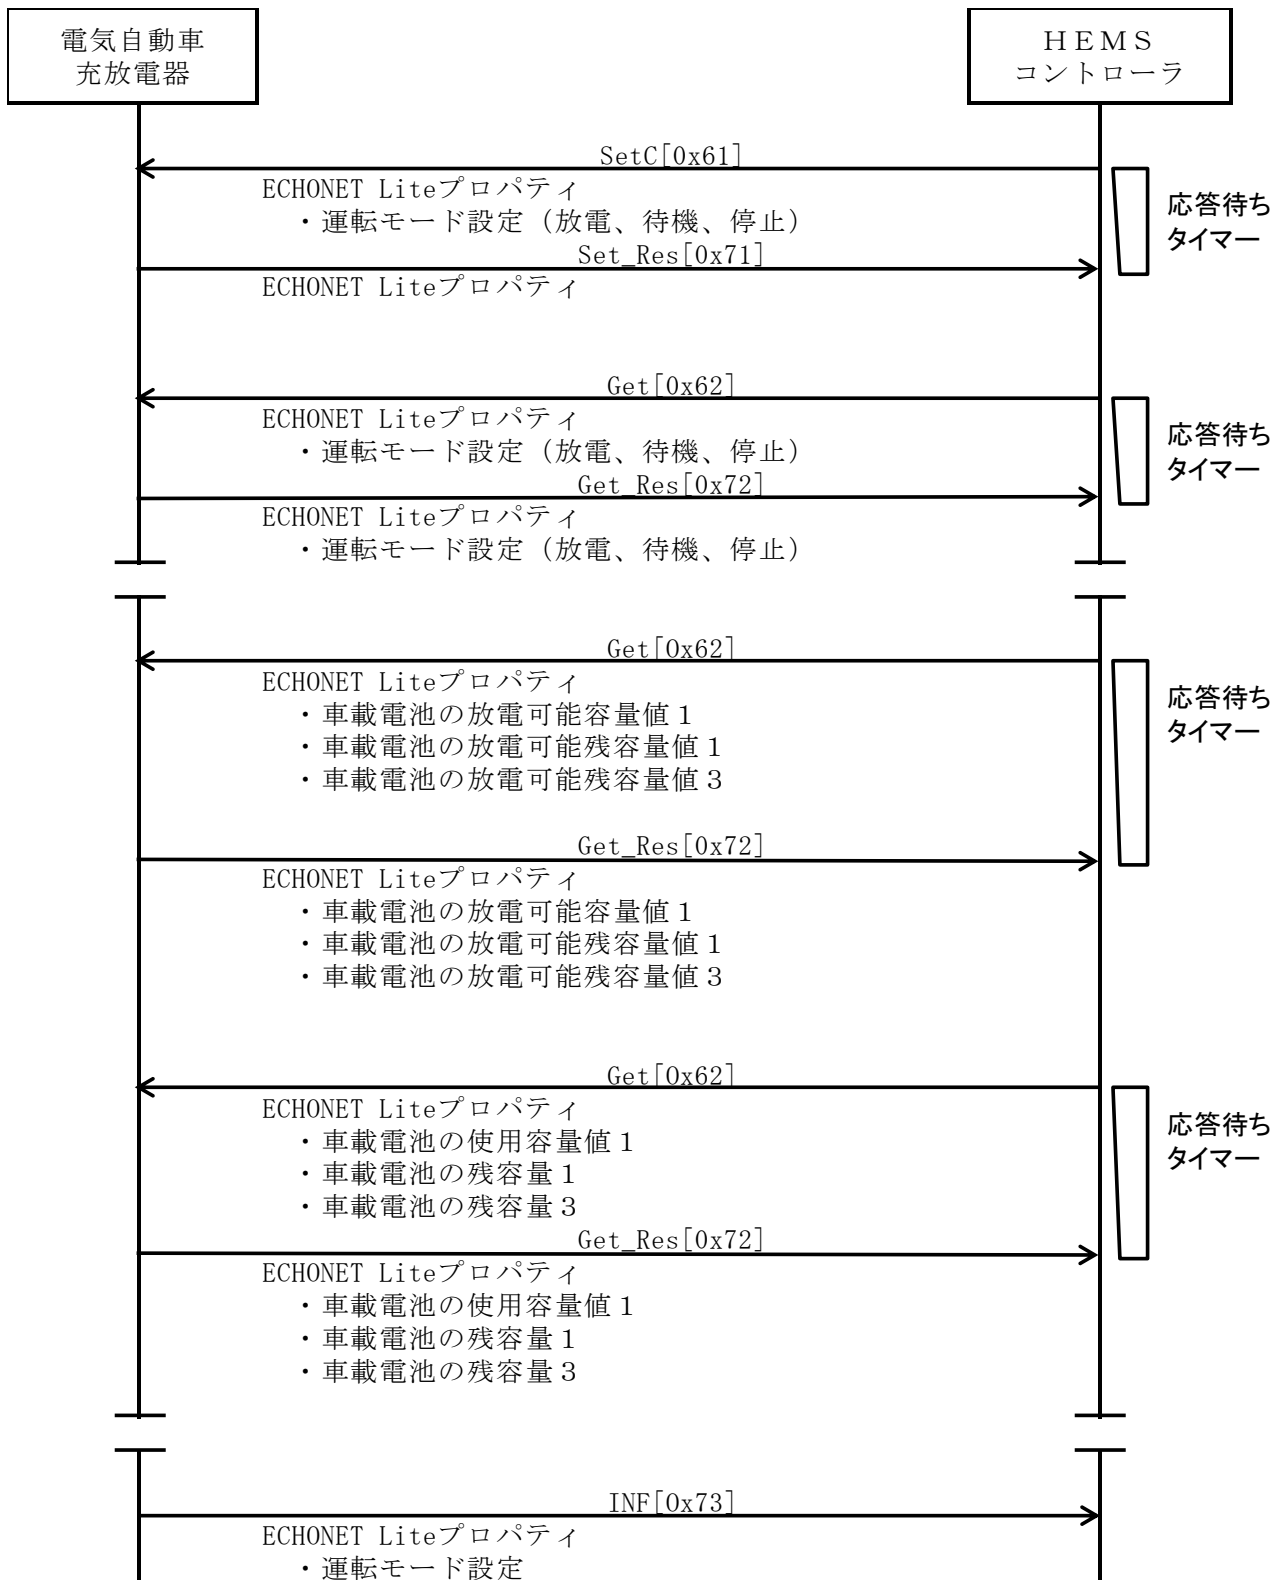 電気自動車
充放電器
ＨＥＭＳ
コントローラ
SetC[0x61]
ECHONET Liteプロパティ
・運転モード設定（放電、待機、停止）
応答待ち
タイマー
Set_Res[0x71]
ECHONET Liteプロパティ
Get[0x62]
ECHONET Liteプロパティ
・運転モード設定（放電、待機、停止）
応答待ち
タイマー
Get_Res[0x72]
ECHONET Liteプロパティ
・運転モード設定（放電、待機、停止）
Get[0x62]
ECHONET Liteプロパティ
・車載電池の放電可能容量値１
・車載電池の放電可能残容量値１
・車載電池の放電可能残容量値３
応答待ち
タイマー
Get_Res[0x72]
ECHONET Liteプロパティ
・車載電池の放電可能容量値１
・車載電池の放電可能残容量値１
・車載電池の放電可能残容量値３
Get[0x62]
ECHONET Liteプロパティ
・車載電池の使用容量値１
・車載電池の残容量１
・車載電池の残容量３
応答待ち
タイマー
Get_Res[0x72]
ECHONET Liteプロパティ
・車載電池の使用容量値１
・車載電池の残容量１
・車載電池の残容量３
INF[0x73]
ECHONET Liteプロパティ
・運転モード設定